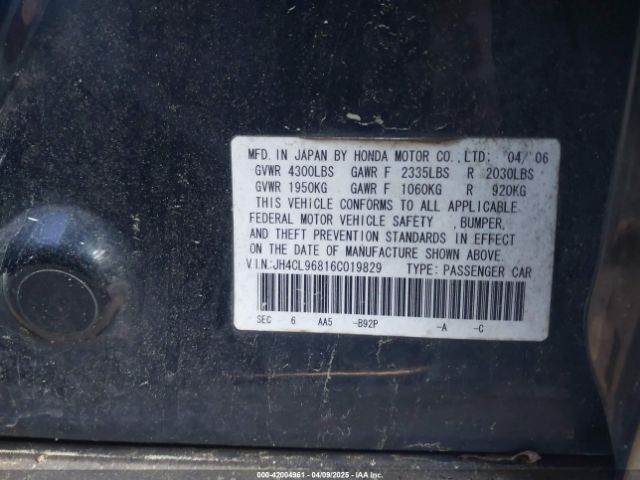 MFD. IN JAPAN BY HONDA MOTOR CO.,LTD: 04/ 06
GVWR 4300LBS GAWR F 2335LBS R 2030LBS
GVWR 1950KG GAWR F 1060KG R 920KG
THIS VEHICLE CONFORMS TO ALL APPLICABLE
FEDERAL MOTOR VEHICLE SAFETY ,BUMPER,
AND THEFT PREVENTION STANDARDS IN EFFECT
ON THE DATE OF MANUFACTURE SHOWN ABOVE.
V.I.N:JH4CL96816C019829 TYPE: PASSENGER CAR
SEC 6 AA5 -B92P -A -C
000-42004961 - 04/09/2025 - IAAI.COM